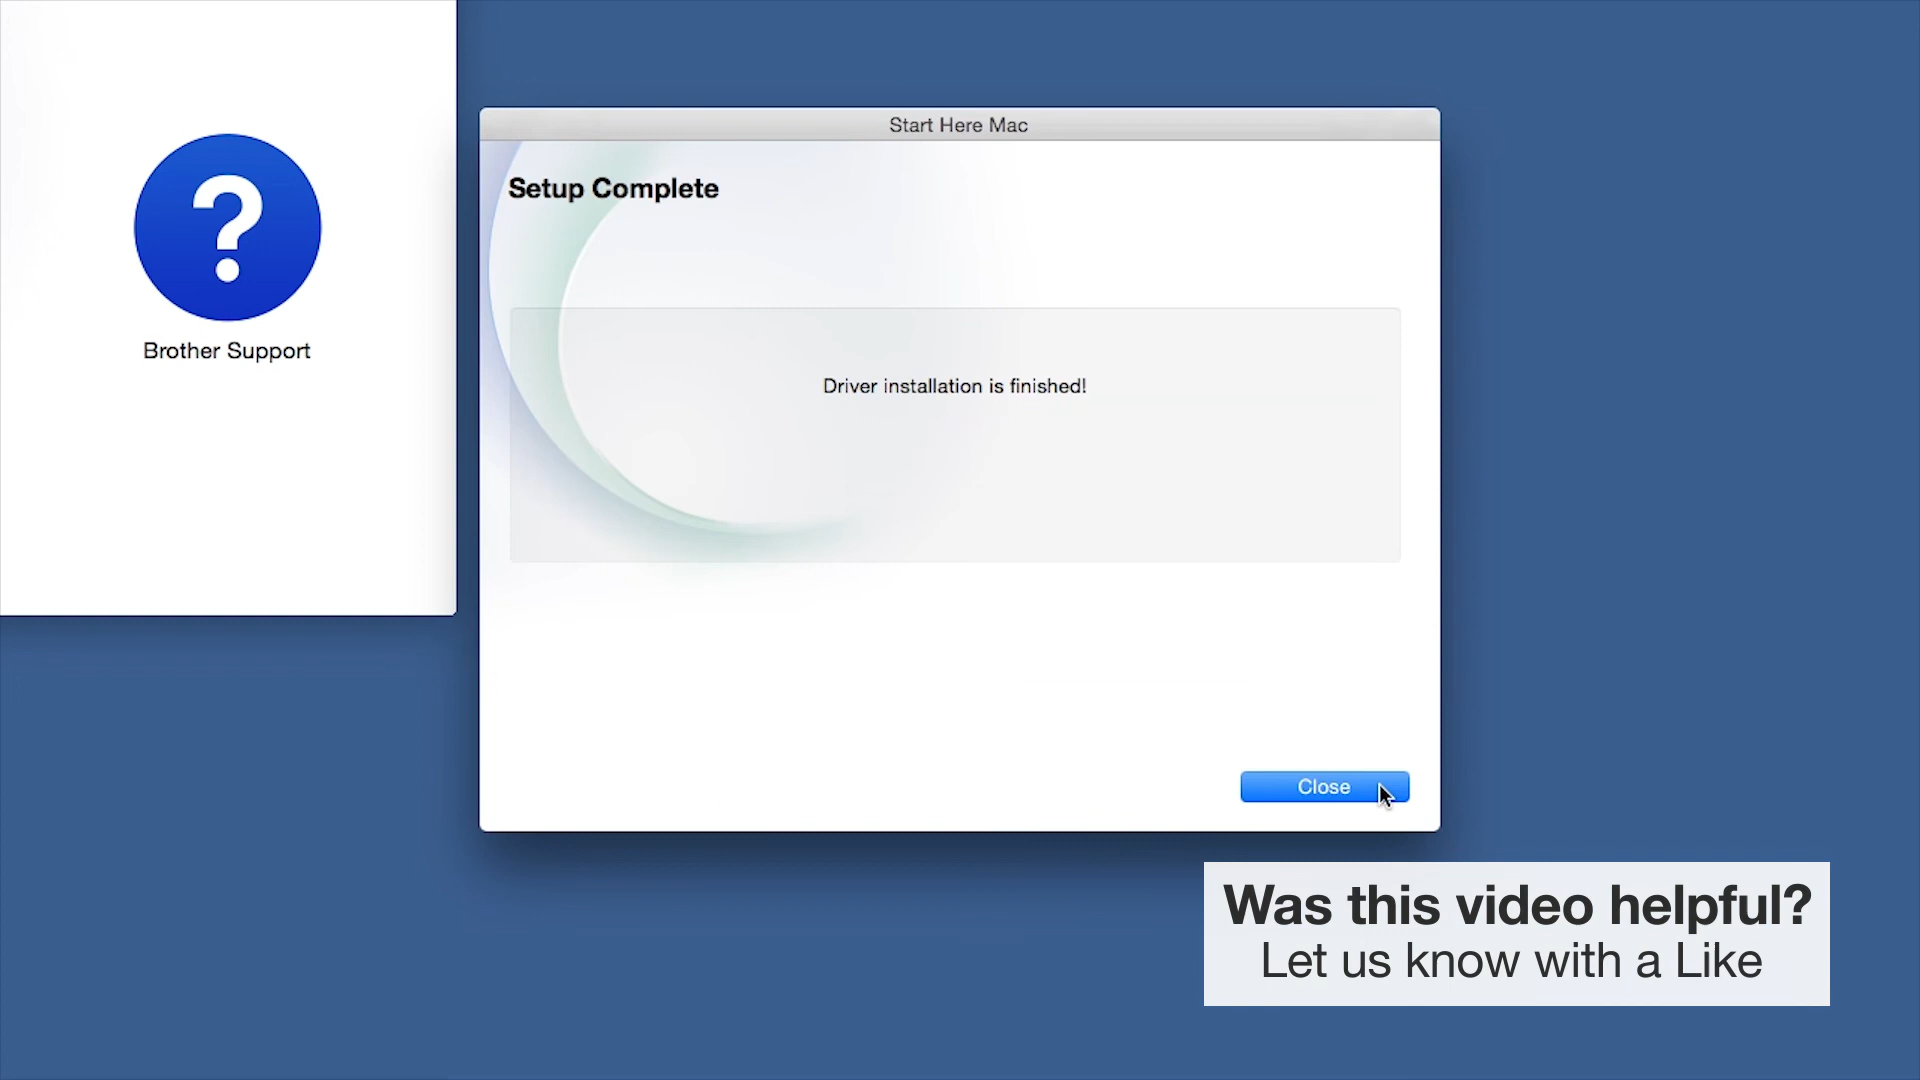 Start Here Mac
Setup Complete
?
Brother Support
Driver installation is finished!
Close
Was this video helpful?
Let us know with a Like